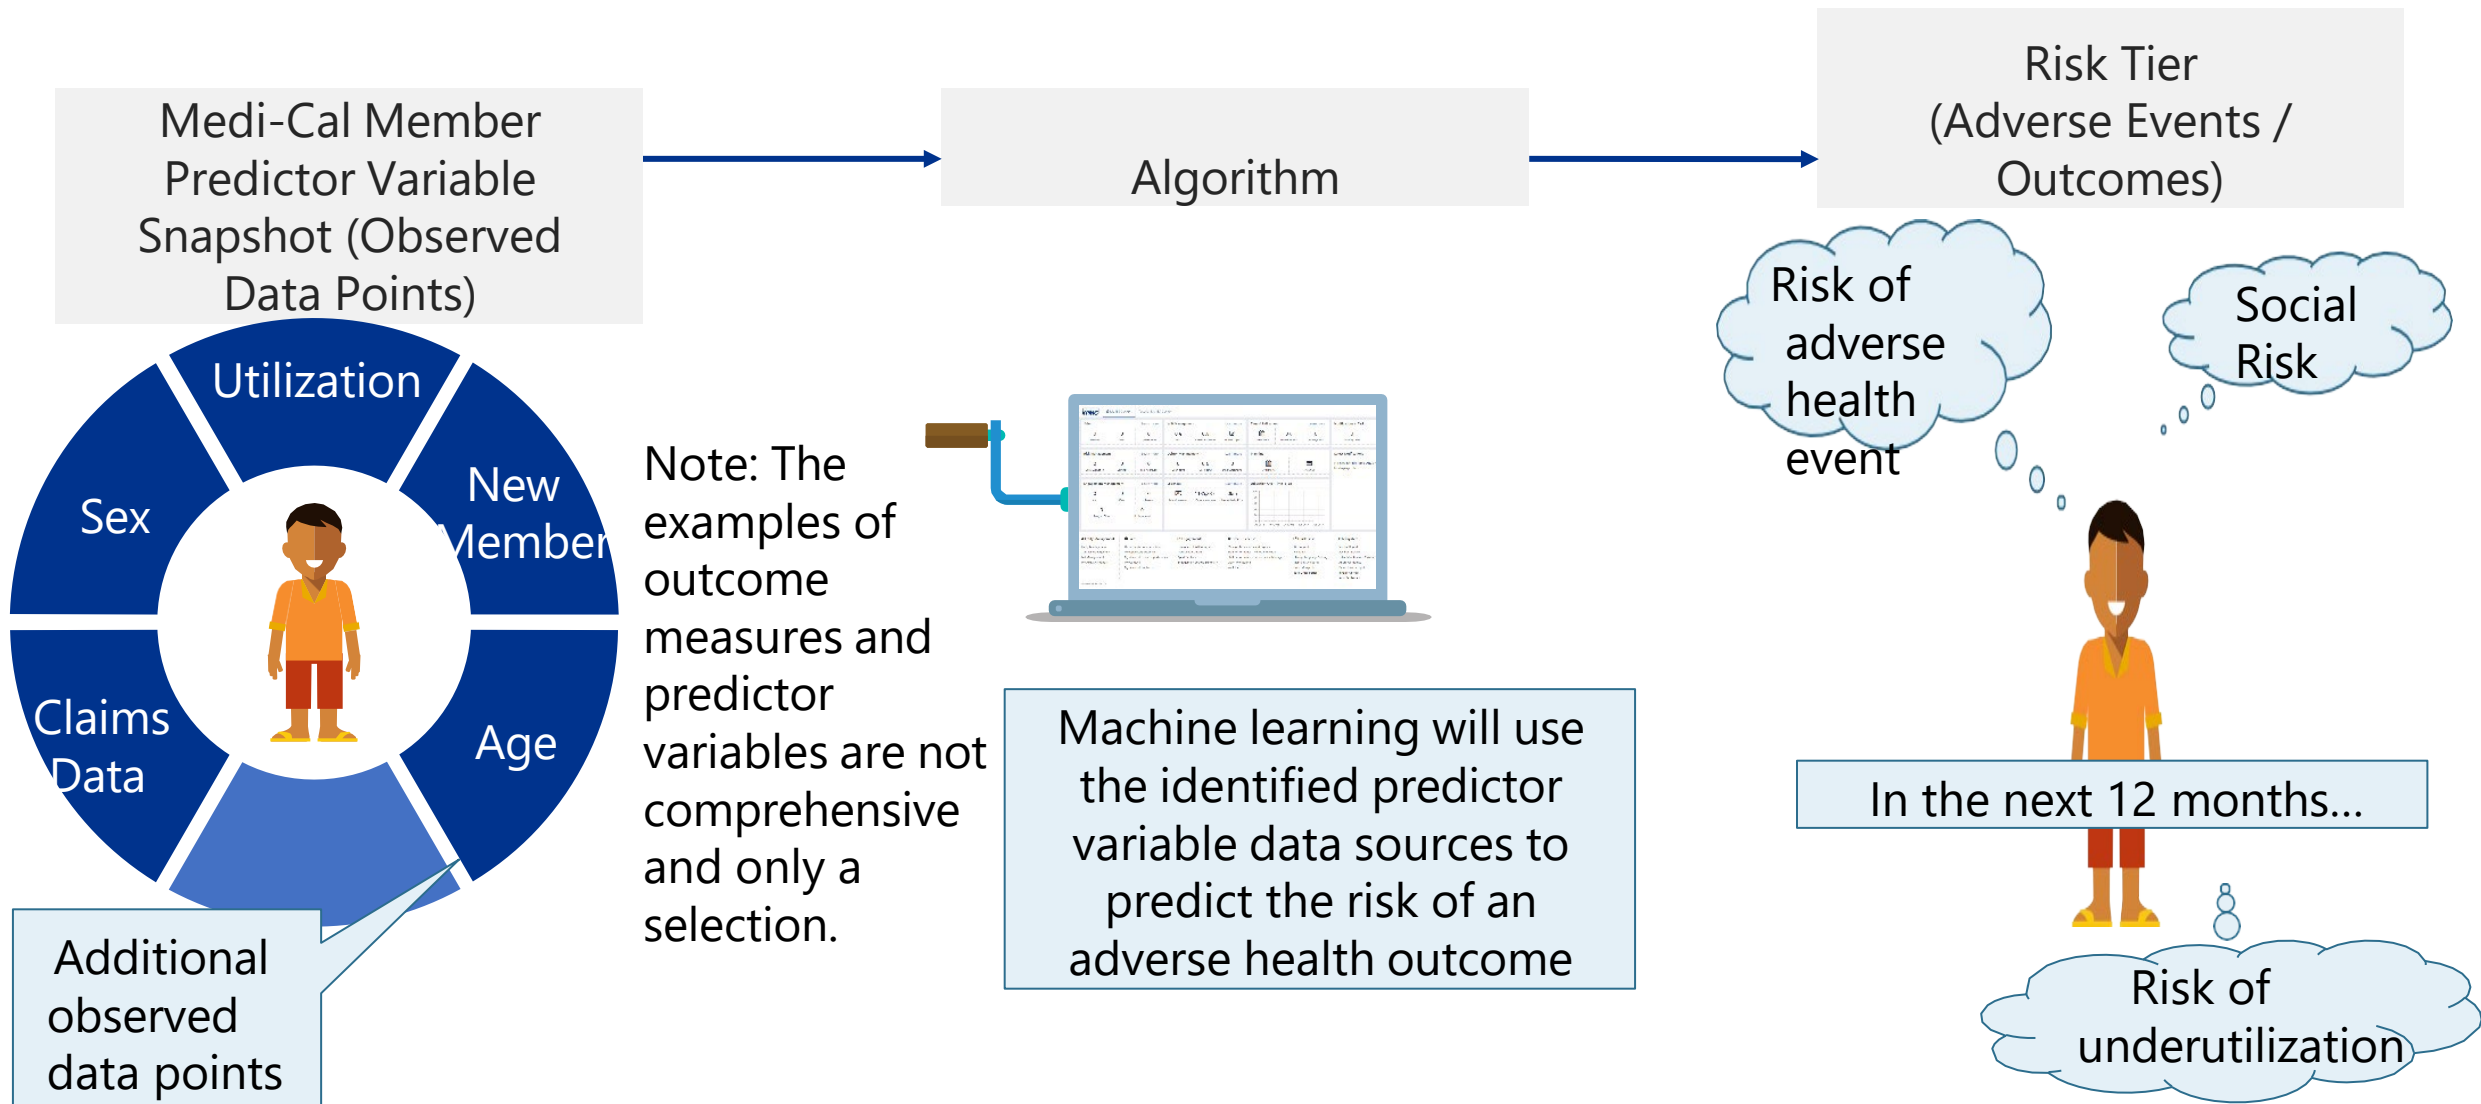 Medi-Cal Member
Predictor Variable
Snapshot (Observed
Data Points)
Algorithm
Risk Tier
(Adverse Events /
Outcomes)
Utilization
New
Member
Age
Claims
Data
Sex
Additional
observed
data points
Note: The
examples of
outcome
measures and
predictor
variables are not
comprehensive
and only a
selection.
Machine learning will use
the identified predictor
variable data sources to
predict the risk of an
adverse health outcome
Risk of
adverse
health
event
Social
Risk
In the next 12 months...
Risk of
underutilization